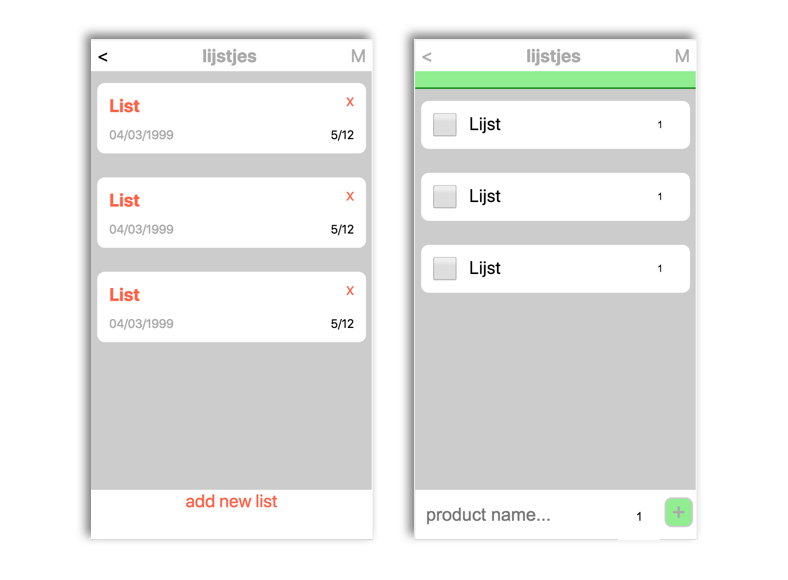 < lijstjes M
List x
04/03/1999 5/12
List x
04/03/1999 5/12
List x
04/03/1999 5/12
add new list
< lijstjes M
Lijst 1
Lijst 1
Lijst 1
product name... 1 +